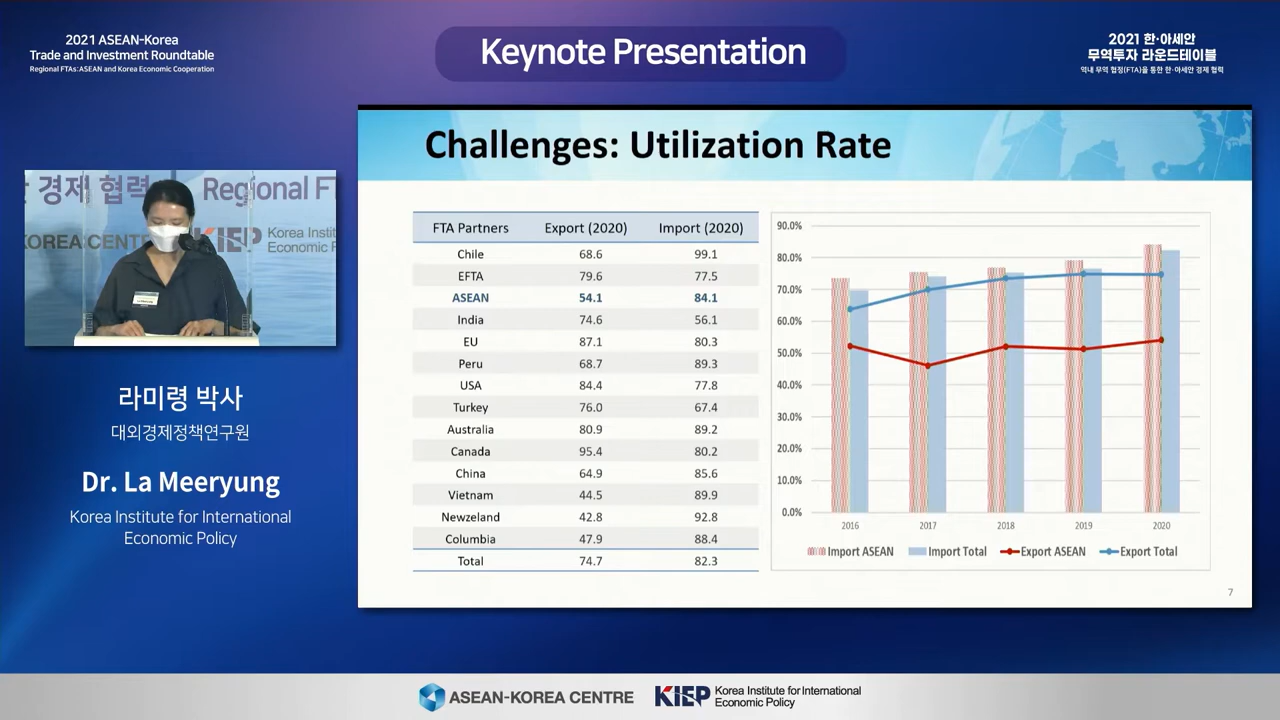 2021 ASEAN-Korea
Trade and Investment Roundtable
Regional FTAs: ASEAN and Korea Economic Cooperation
Keynote Presentation
2021 한·아세안
무역투자 라운드테이블
역내 무역 협정(FTA)을 통한 한·아세안 경제 협력
경제 협력
Regional F
KOREA CENT
KIEP
Korea Instit
Economic Po
라미령 박사
대외경제정책연구원
Dr. La Meeryung
Korea Institute for International
Economic Policy
Challenges: Utilization Rate
FTA Partners Export (2020) Import (2020)
Chile 68.6 99.1
EFTA 79.6 77.5
ASEAN 54.1 84.1
India 74.6 56.1
EU 87.1 80.3
Peru 68.7 89.3
USA 84.4 77.8
Turkey 76.0 67.4
Australia 80.9 89.2
Canada 95.4 80.2
China 64.9 85.6
Vietnam 44.5 89.9
Newzeland 42.8 92.8
Columbia 47.9 88.4
Total 74.7 82.3
90.0%
80.0%
70.0%
60.0%
50.0%
40.0%
30.0%
20.0%
10.0%
0.0%
2016 2017 2018 2019 2020
Import ASEAN Import Total Export ASEAN Export Total
7
ASEAN-KOREA CENTRE
KIEP
Korea Institute for International
Economic Policy